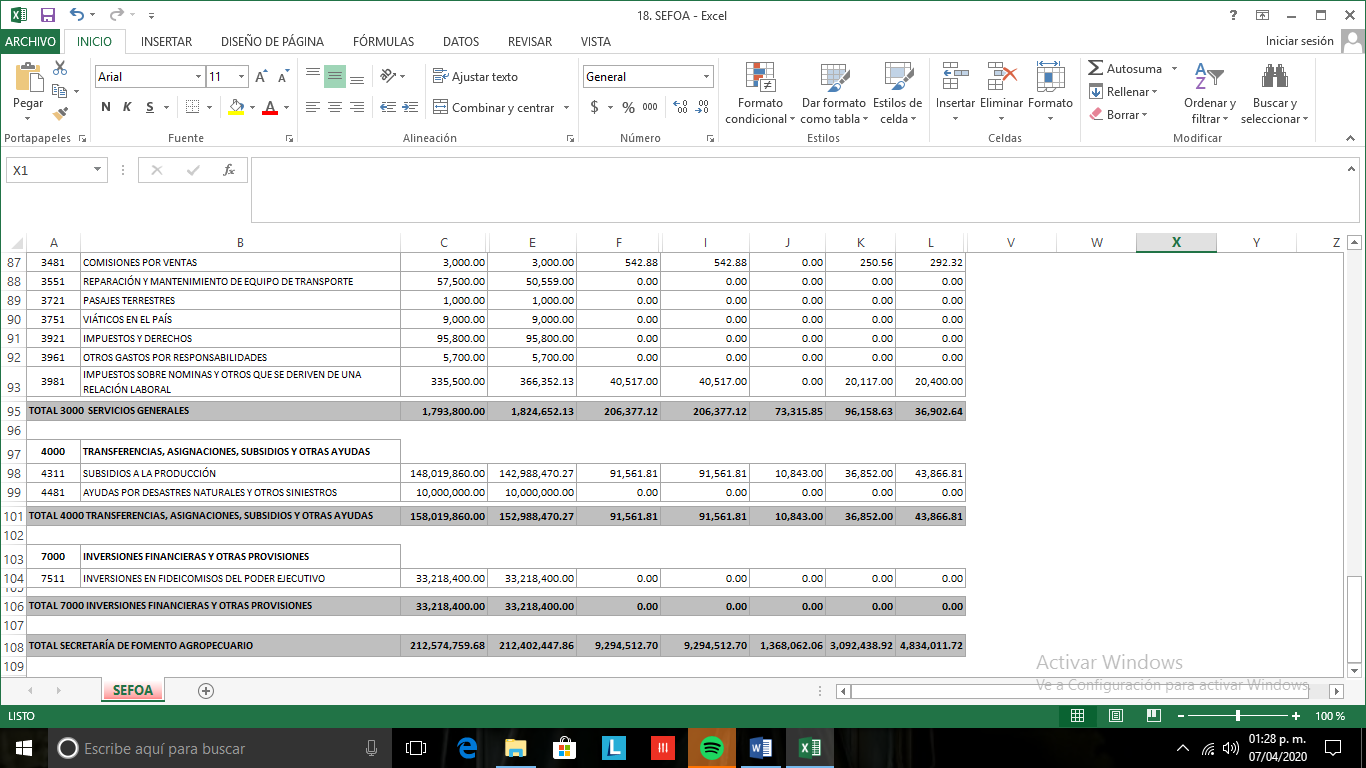 18. SEFOA - Excel
?
ARCHIVO INICIO INSERTAR DISEÑO DE PÁGINA FÓRMULAS DATOS REVISAR VISTA Iniciar sesión
Pegar
Portapapeles
Arial 11
N K S
A A
Fuente
Ajustar texto
Combinar y centrar
Alineación
General
$ % 000
Número
Formato condicional
Dar formato como tabla
Estilos de celda
Estilos
Insertar Eliminar Formato
Celdas
Autosuma
Rellenar
Borrar
Ordenar y filtrar
Buscar y seleccionar
Modificar
X1 fx
A B C E F I J K L V W X Y Z
87 3481 COMISIONES POR VENTAS 3,000.00 3,000.00 542.88 542.88 0.00 250.56 292.32
88 3551 REPARACIÓN Y MANTENIMIENTO DE EQUIPO DE TRANSPORTE 57,500.00 50,559.00 0.00 0.00 0.00 0.00 0.00
89 3721 PASAJES TERRESTRES 1,000.00 1,000.00 0.00 0.00 0.00 0.00 0.00
90 3751 VIÁTICOS EN EL PAÍS 9,000.00 9,000.00 0.00 0.00 0.00 0.00 0.00
91 3921 IMPUESTOS Y DERECHOS 95,800.00 95,800.00 0.00 0.00 0.00 0.00 0.00
92 3961 OTROS GASTOS POR RESPONSABILIDADES 5,700.00 5,700.00 0.00 0.00 0.00 0.00 0.00
93 3981 IMPUESTOS SOBRE NOMINAS Y OTROS QUE SE DERIVEN DE UNA
RELACIÓN LABORAL 335,500.00 366,352.13 40,517.00 40,517.00 0.00 20,117.00 20,400.00
95 TOTAL 3000 SERVICIOS GENERALES 1,793,800.00 1,824,652.13 206,377.12 206,377.12 73,315.85 96,158.63 36,902.64
96
97 4000 TRANSFERENCIAS, ASIGNACIONES, SUBSIDIOS Y OTRAS AYUDAS
98 4311 SUBSIDIOS A LA PRODUCCIÓN 148,019,860.00 142,988,470.27 91,561.81 91,561.81 10,843.00 36,852.00 43,866.81
99 4481 AYUDAS POR DESASTRES NATURALES Y OTROS SINIESTROS 10,000,000.00 10,000,000.00 0.00 0.00 0.00 0.00 0.00
101 TOTAL 4000 TRANSFERENCIAS, ASIGNACIONES, SUBSIDIOS Y OTRAS AYUDAS 158,019,860.00 152,988,470.27 91,561.81 91,561.81 10,843.00 36,852.00 43,866.81
102
103 7000 INVERSIONES FINANCIERAS Y OTRAS PROVISIONES
104 7511 INVERSIONES EN FIDEICOMISOS DEL PODER EJECUTIVO 33,218,400.00 33,218,400.00 0.00 0.00 0.00 0.00 0.00
106 TOTAL 7000 INVERSIONES FINANCIERAS Y OTRAS PROVISIONES 33,218,400.00 33,218,400.00 0.00 0.00 0.00 0.00 0.00
107
108 TOTAL SECRETARÍA DE FOMENTO AGROPECUARIO 212,574,759.68 212,402,447.86 9,294,512.70 9,294,512.70 1,368,062.06 3,092,438.92 4,834,011.72
109
Activar Windows
Ve a Configuración para activar Windows.
SEFOA
LISTO 100 %
Escribe aquí para buscar
01:28 p. m.
07/04/2020